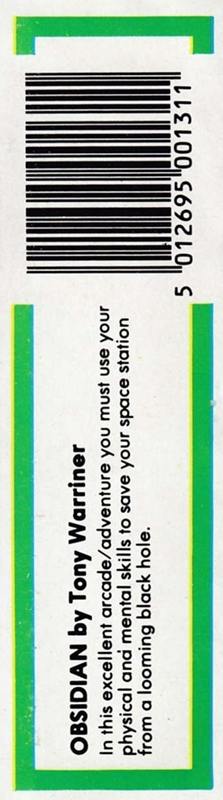 OBSIDIAN by Tony Warriner
In this excellent arcade/adventure you must use your
physical and mental skills to save your space station
from a looming black hole.
5 012695 001311